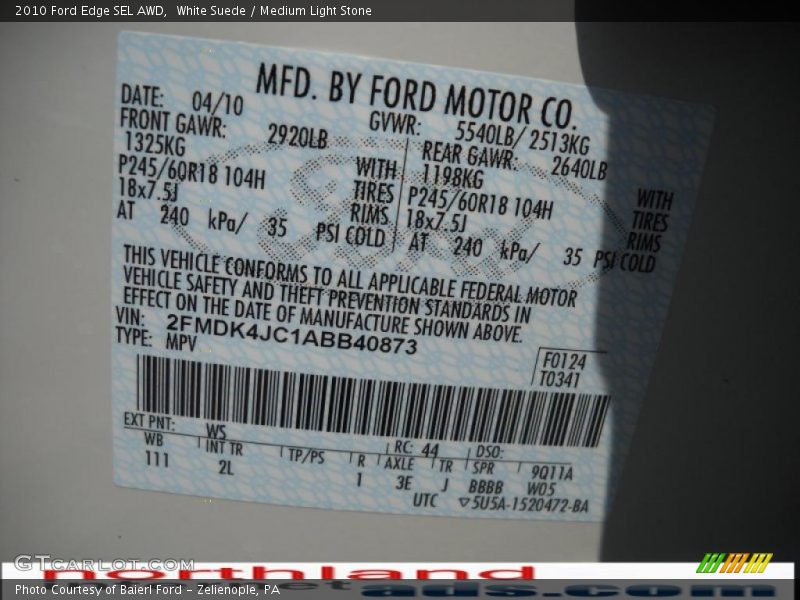 2010 Ford Edge SEL AWD, White Suede / Medium Light Stone
MFD. BY FORD MOTOR CO.
DATE: 04/10 GVWR: 5540LB/ 2513KG
FRONT GAWR: 2920LB REAR GAWR: 2640LB
1325KG WITH 1198KG WITH
P245/60R18 104H TIRES P245/60R18 104H TIRES
18x7.5J RIMS 18x7.5J RIMS
AT 240 kPa/ 35 PSI COLD AT 240 kPa/ 35 PSI COLD
THIS VEHICLE CONFORMS TO ALL APPLICABLE FEDERAL MOTOR
VEHICLE SAFETY AND THEFT PREVENTION STANDARDS IN
EFFECT ON THE DATE OF MANUFACTURE SHOWN ABOVE.
VIN: 2FMDK4JC1ABB40873
TYPE: MPV
F0124
T0341
EXT PNT: WS RC: 44 DSO:
WB INT TR TP/PS R AXLE TR SPR 9Q11A
111 2L 1 3E J BBBB W05
UTC ▽5U5A-1520472-BA
GTCarLot.com
northland
ads.com
Photo Courtesy of Baierl Ford - Zelienople, PA